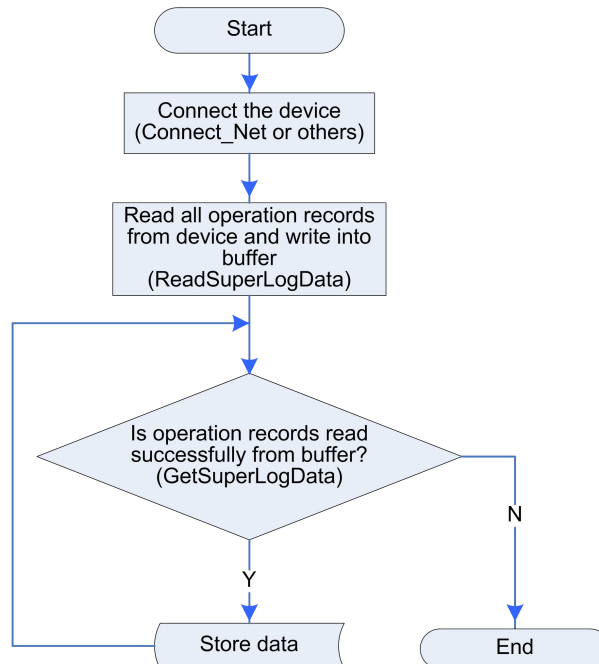 Start
Connect the device
(Connect_Net or others)
Read all operation records
from device and write into
buffer
(ReadSuperLogData)
Is operation records read
successfully from buffer?
(GetSuperLogData)
N
Y
Store data
End